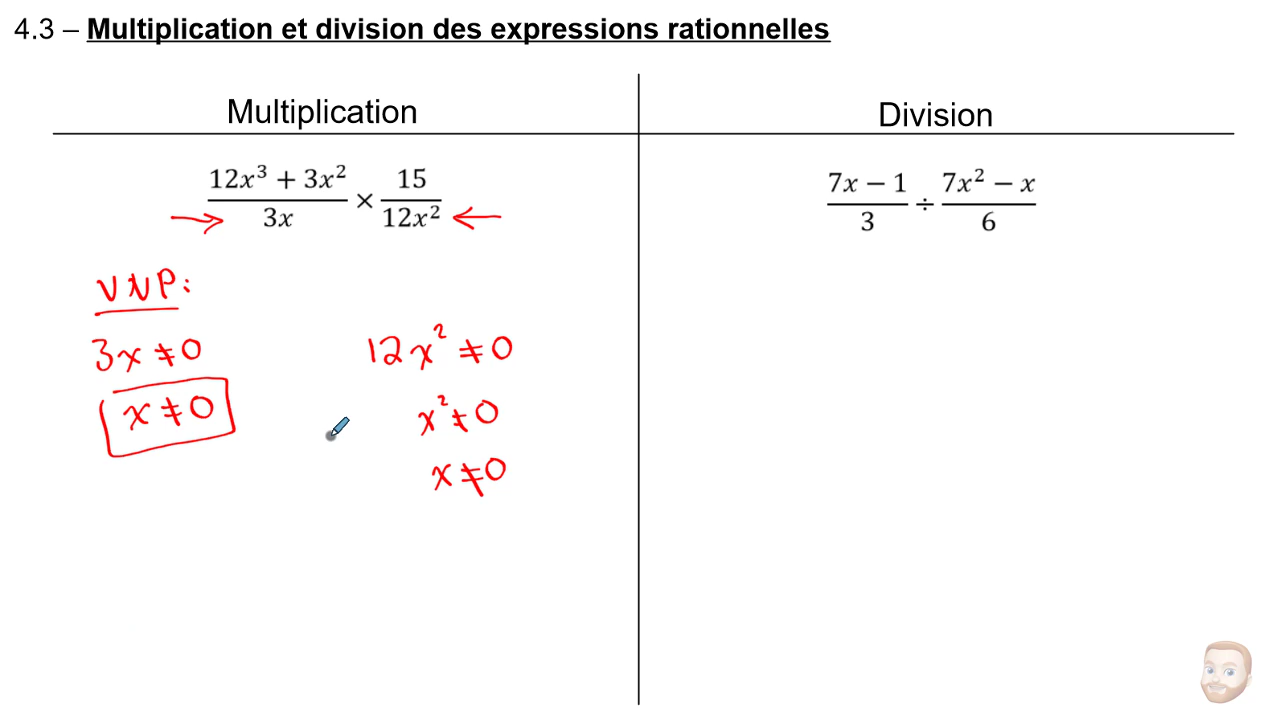 4.3 – Multiplication et division des expressions rationnelles
Multiplication
(12x³ + 3x²)/(3x) × 15/(12x²)
VNP:
3x ≠ 0
x ≠ 0
12x² ≠ 0
x² ≠ 0
x ≠ 0
Division
(7x − 1)/3 ÷ (7x² − x)/6